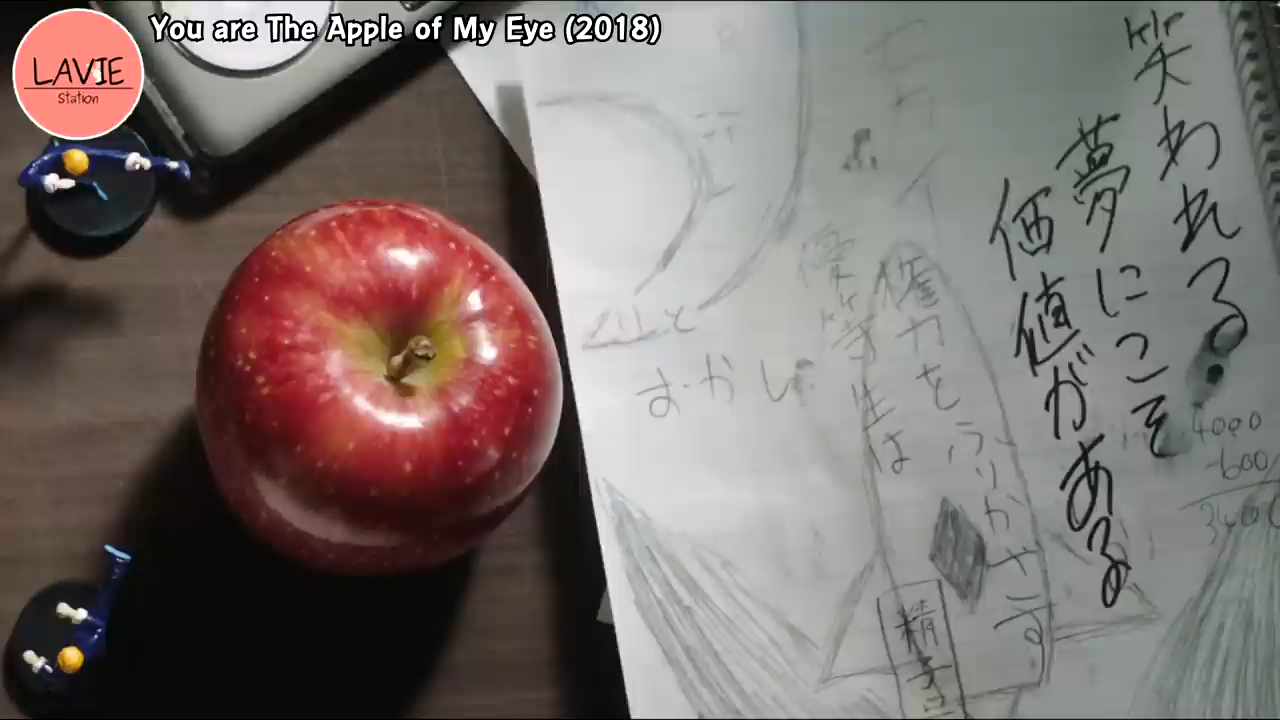 You are The Apple of My Eye (2018)
LAVIE
Station
笑われる
夢にこそ
価値がある
権力をふりかざす
優等生は
おかしい
4000
-600
精子